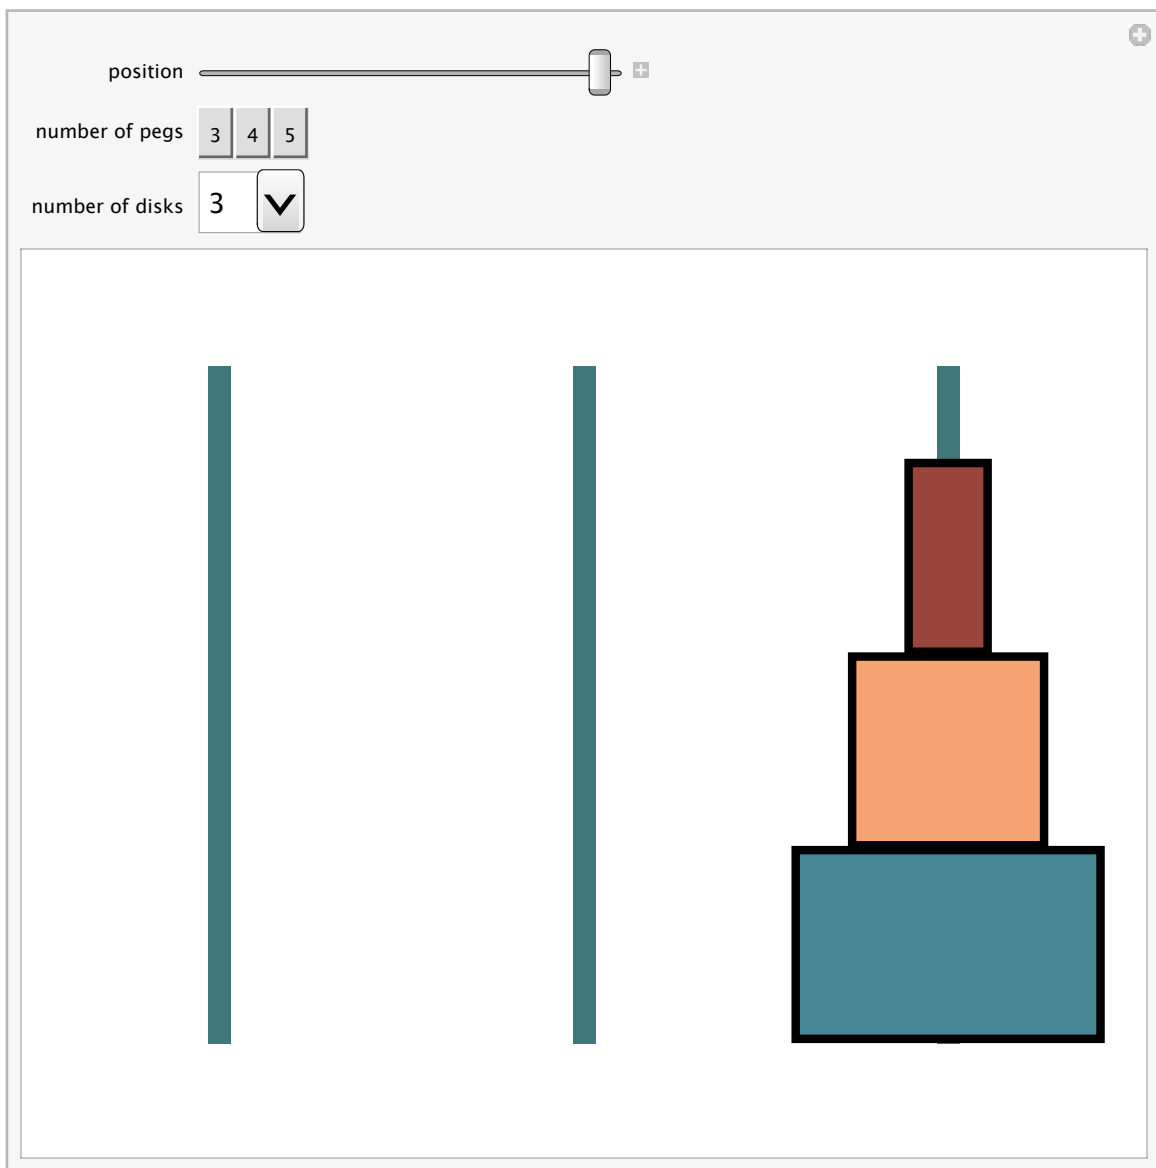 position
number of pegs 3 4 5
number of disks 3